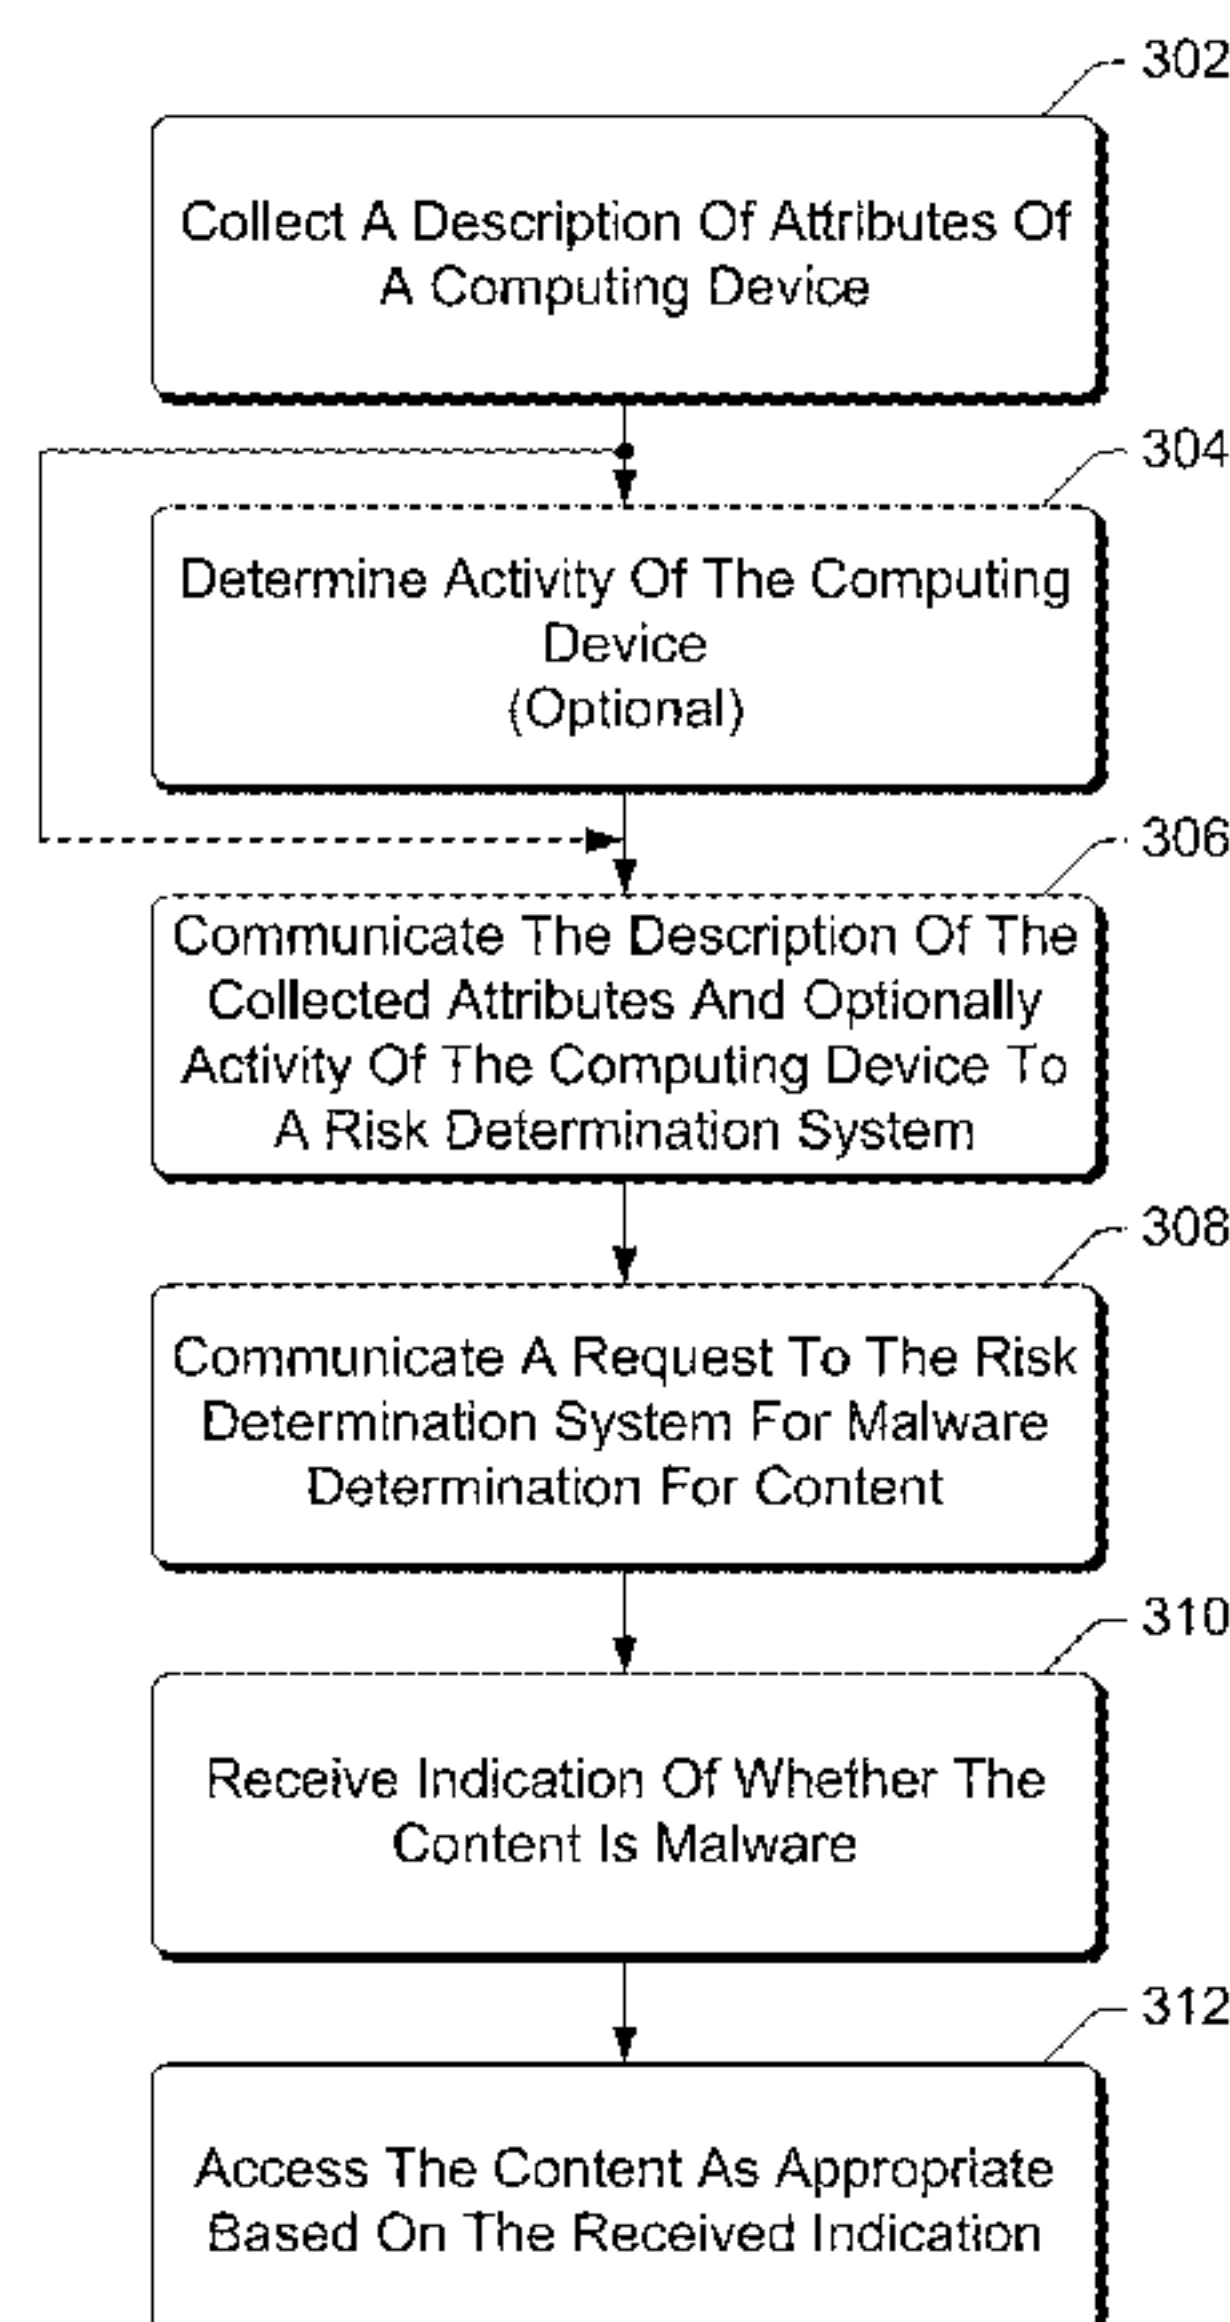 302
Collect A Description Of Attributes Of
A Computing Device
304
Determine Activity Of The Computing
Device
(Optional)
306
Communicate The Description Of The
Collected Attributes And Optionally
Activity Of The Computing Device To
A Risk Determination System
308
Communicate A Request To The Risk
Determination System For Malware
Determination For Content
310
Receive Indication Of Whether The
Content Is Malware
312
Access The Content As Appropriate
Based On The Received Indication